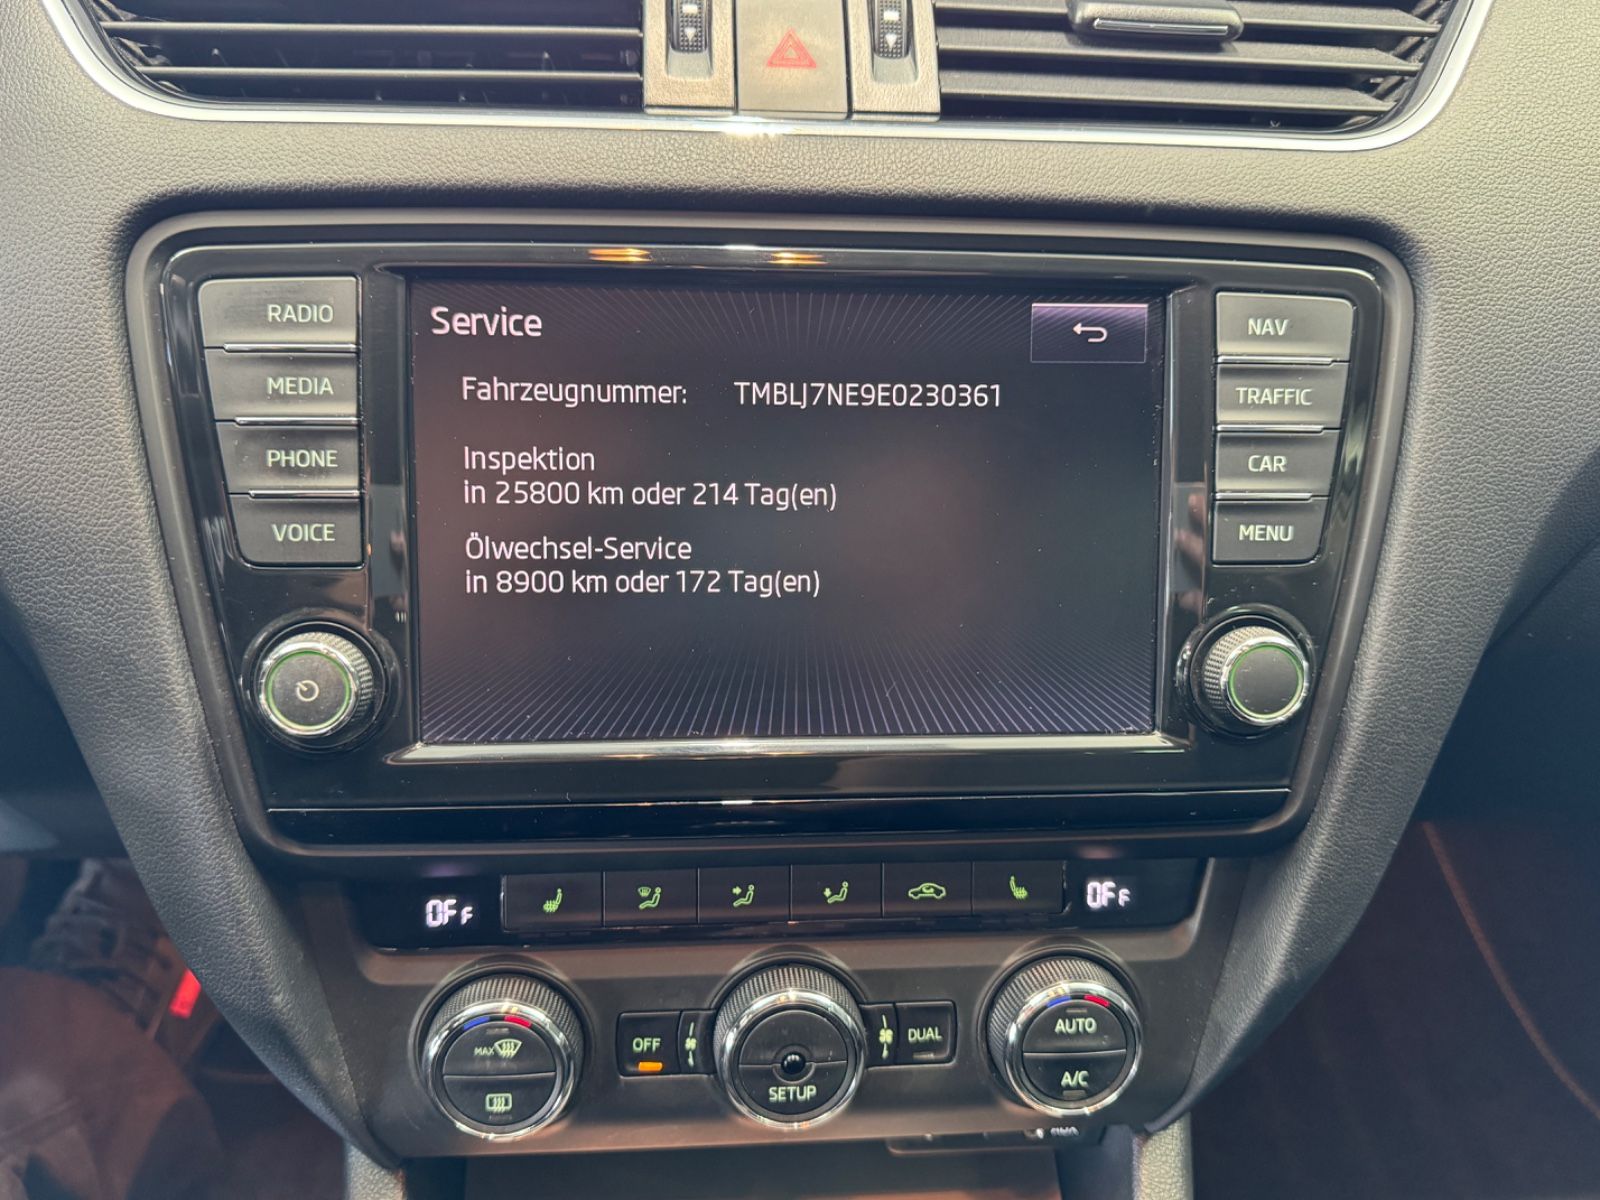 Service
Fahrzeugnummer: TMBLJ7NE9E0230361
Inspektion
in 25800 km oder 214 Tag(en)
Ölwechsel-Service
in 8900 km oder 172 Tag(en)
RADIO
MEDIA
PHONE
VOICE
NAV
TRAFFIC
CAR
MENU
OFF
OFF
MAX
OFF
SETUP
DUAL
AUTO
A/C